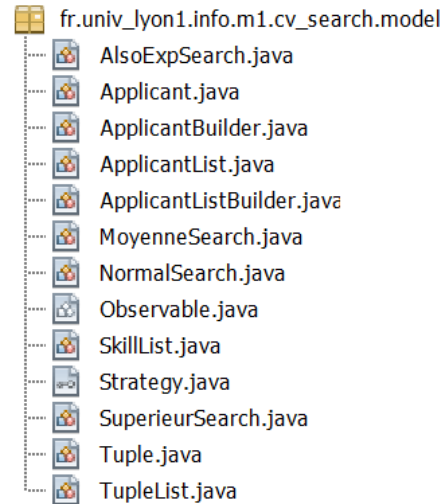 fr.univ_lyon1.info.m1.cv_search.model
AlsoExpSearch.java
Applicant.java
ApplicantBuilder.java
ApplicantList.java
ApplicantListBuilder.java
MoyenneSearch.java
NormalSearch.java
Observable.java
SkillList.java
Strategy.java
SuperieurSearch.java
Tuple.java
TupleList.java